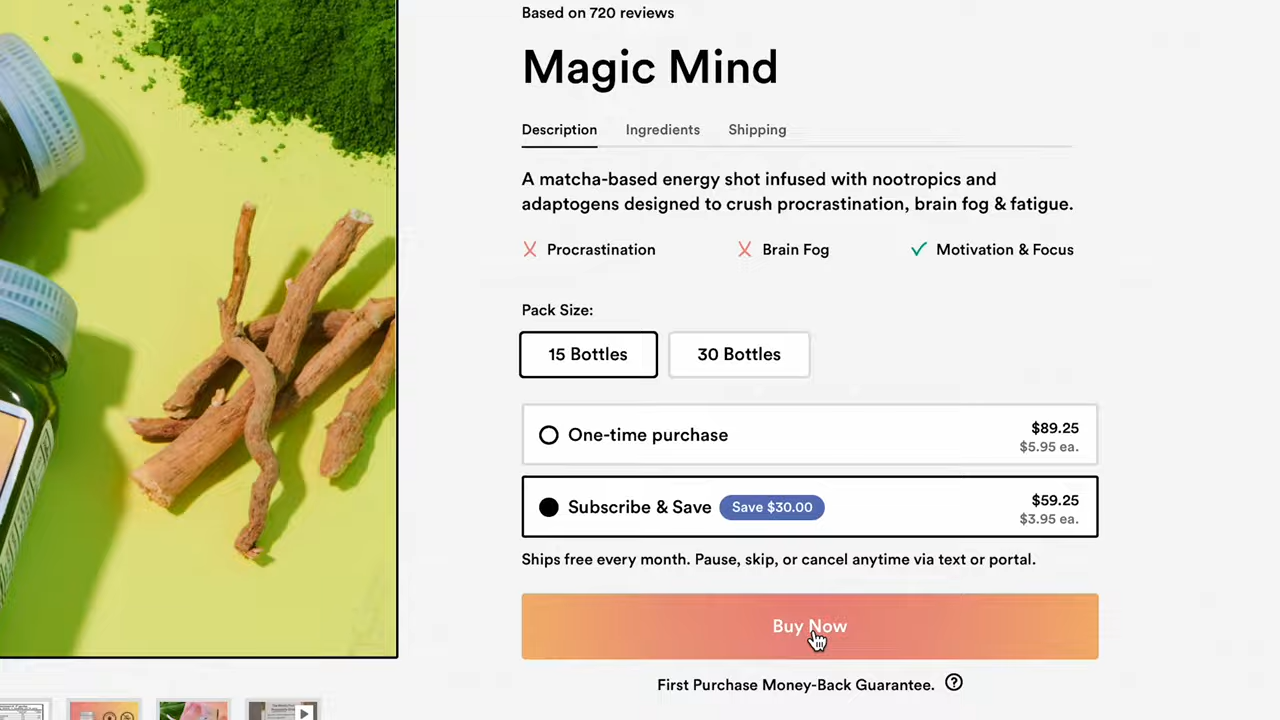 Based on 720 reviews
Magic Mind
Description Ingredients Shipping
A matcha-based energy shot infused with nootropics and
adaptogens designed to crush procrastination, brain fog & fatigue.
Procrastination Brain Fog Motivation & Focus
Pack Size:
15 Bottles 30 Bottles
One-time purchase $89.25
$5.95 ea.
Subscribe & Save Save $30.00 $59.25
$3.95 ea.
Ships free every month. Pause, skip, or cancel anytime via text or portal.
Buy Now
First Purchase Money-Back Guarantee. ?